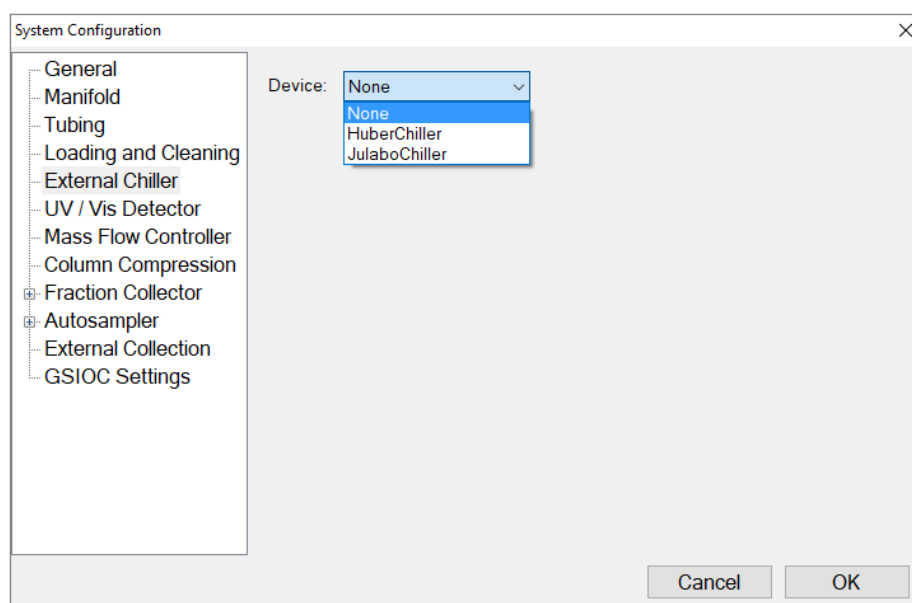 System Configuration
General
Manifold
Tubing
Loading and Cleaning
External Chiller
UV / Vis Detector
Mass Flow Controller
Column Compression
Fraction Collector
Autosampler
External Collection
GSIOC Settings
Device: None
None
HuberChiller
JulaboChiller
Cancel OK